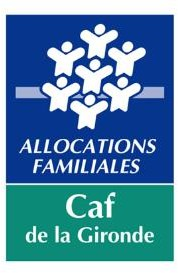 ALLOCATIONS
FAMILIALES
Caf
de la Gironde